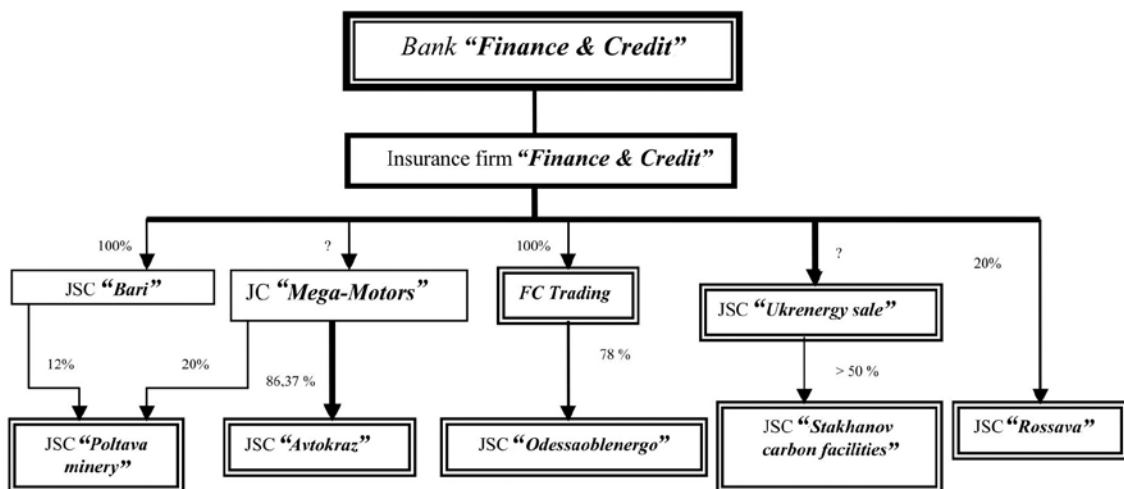 Bank “Finance & Credit”
Insurance firm “Finance & Credit”
100%
?
100%
?
20%
JSC “Bari”
JC “Mega-Motors”
FC Trading
JSC “Ukrenergy sale”
12%
20%
86,37 %
78 %
> 50 %
JSC “Poltava
minery”
JSC “Avtokraz”
JSC “Odessaoblenergo”
JSC “Stakhanov
carbon facilities”
JSC “Rossava”